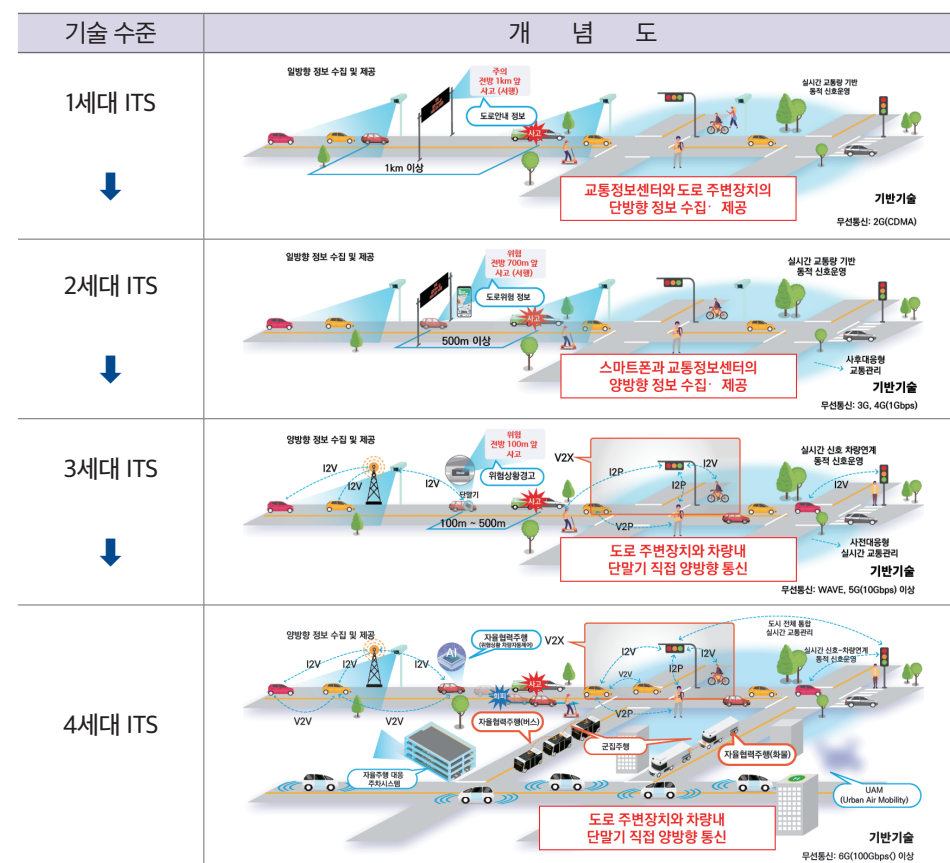 기술 수준
개 념 도
1세대 ITS
일방향 정보 수집 및 제공
주의
전방 1km 앞
사고 (서행)
도로안내 정보
사고
1km 이상
실시간 교통량 기반
동적 신호운영
교통정보센터와 도로 주변장치의
단방향 정보 수집· 제공
기반기술
무선통신: 2G(CDMA)
2세대 ITS
일방향 정보 수집 및 제공
위험
전방 700m 앞
사고 (서행)
도로위험 정보
사고
500m 이상
실시간 교통량 기반
동적 신호운영
스마트폰과 교통정보센터의
양방향 정보 수집· 제공
사후대응형
교통관리
기반기술
무선통신: 3G, 4G(1Gbps)
3세대 ITS
양방향 정보 수집 및 제공
I2V
I2V
I2V
위험
전방 100m 앞
사고
위험상황경고
단말기
사고
100m ~ 500m
V2X
I2P
I2V
I2P
V2P
실시간 신호 차량연계
동적 신호운영
I2V
도로 주변장치와 차량내
단말기 직접 양방향 통신
사전대응형
실시간 교통관리
기반기술
무선통신: WAVE, 5G(10Gbps) 이상
4세대 ITS
양방향 정보 수집 및 제공
I2V
I2V
I2V
V2V
V2V
AI
자율협력주행
(위험상황 차량자동제어)
사고
V2X
I2V
I2V
I2P
V2V
V2P
도시 전체 통합
실시간 교통관리
실시간 신호-차량연계
동적 신호운영
I2V
자율협력주행(버스)
군집주행
자율협력주행(화물)
자율주행 대응
주차시스템
UAM
(Urban Air Mobility)
도로 주변장치와 차량내
단말기 직접 양방향 통신
기반기술
무선통신: 6G(100Gbps() 이상